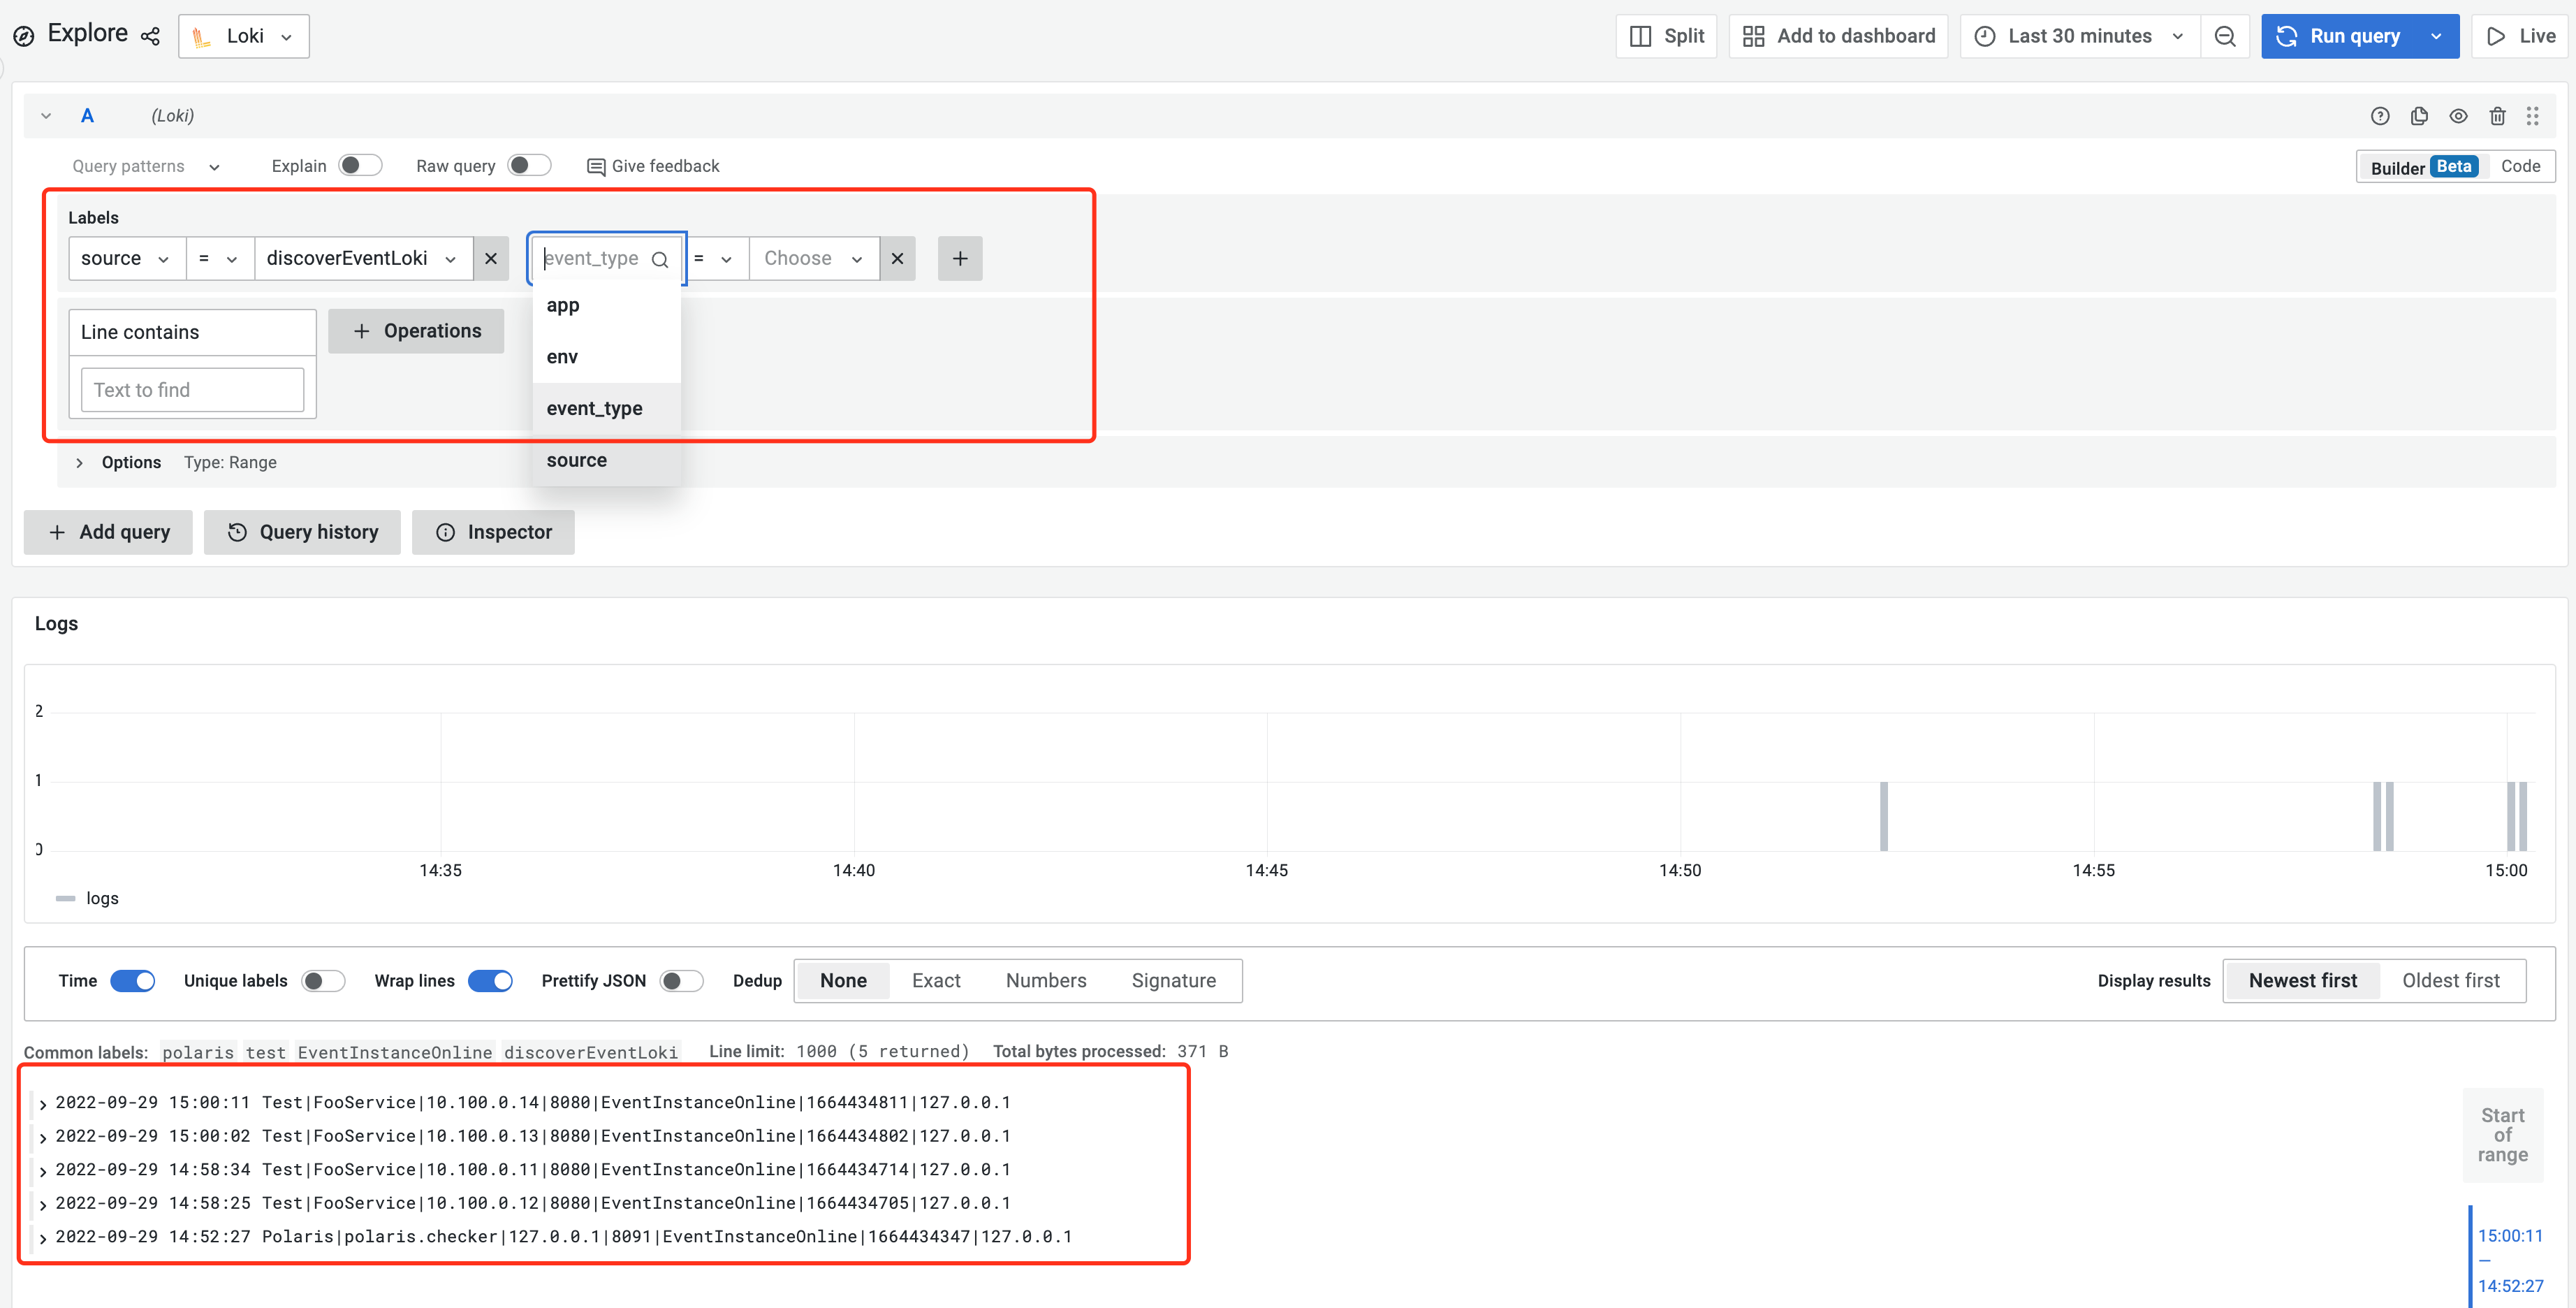 Explore Loki Split Add to dashboard Last 30 minutes Run query Live
A (Loki)
Query patterns Explain Raw query Give feedback Builder Beta Code
Labels
source = discoverEventLoki event_type = Choose
app
Line contains Operations
env
Text to find
event_type
Options Type: Range
source
Add query Query history Inspector
Logs
2
1
0
14:35 14:40 14:45 14:50 14:55 15:00
logs
Time Unique labels Wrap lines Prettify JSON Dedup None Exact Numbers Signature Display results Newest first Oldest first
Common labels: polaris test EventInstanceOnline discoverEventLoki Line limit: 1000 (5 returned) Total bytes processed: 371 B
2022-09-29 15:00:11 Test|FooService|10.100.0.14|8080|EventInstanceOnline|1664434811|127.0.0.1
2022-09-29 15:00:02 Test|FooService|10.100.0.13|8080|EventInstanceOnline|1664434802|127.0.0.1
2022-09-29 14:58:34 Test|FooService|10.100.0.11|8080|EventInstanceOnline|1664434714|127.0.0.1
2022-09-29 14:58:25 Test|FooService|10.100.0.12|8080|EventInstanceOnline|1664434705|127.0.0.1
2022-09-29 14:52:27 Polaris|polaris.checker|127.0.0.1|8091|EventInstanceOnline|1664434347|127.0.0.1
Start
of
range
15:00:11
—
14:52:27